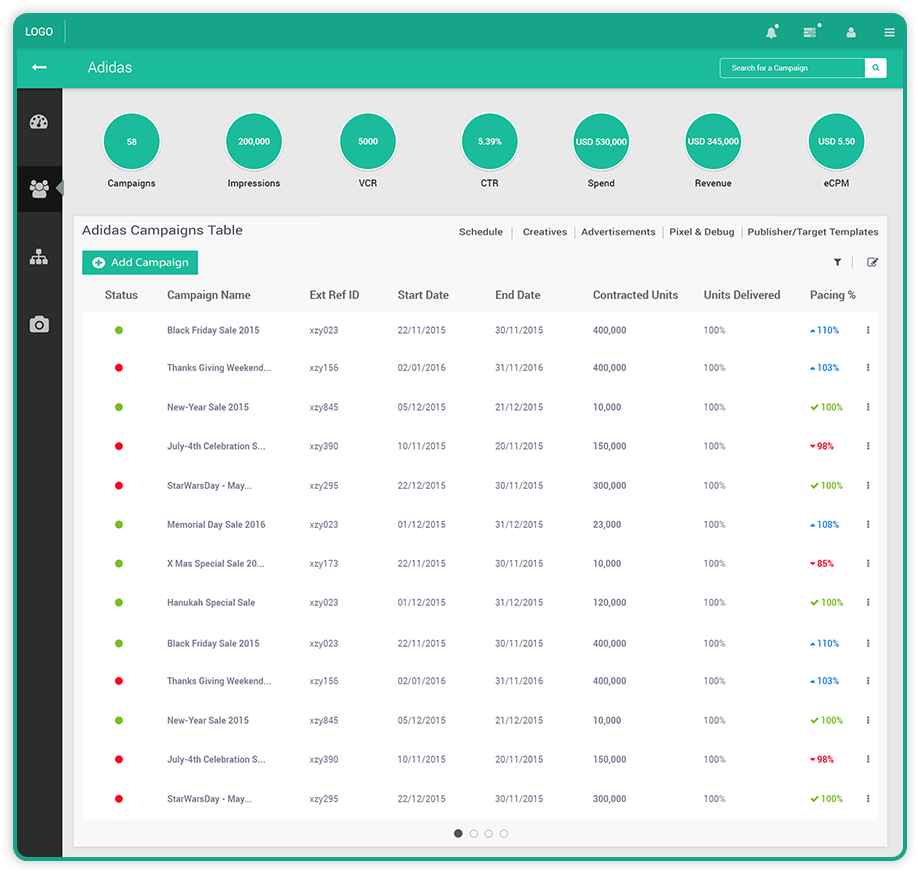 LOGO
Adidas
Search for a Campaign
58 200,000 5000 5.39% USD 530,000 USD 345,000 USD 5.50
Campaigns Impressions VCR CTR Spend Revenue eCPM
Adidas Campaigns Table Schedule Creatives Advertisements Pixel & Debug Publisher/Target Templates
Add Campaign
Status Campaign Name Ext Ref ID Start Date End Date Contracted Units Units Delivered Pacing %
Black Friday Sale 2015 xzy023 22/11/2015 30/11/2015 400,000 100% 110%
Thanks Giving Weekend... xzy156 02/01/2016 31/11/2016 400,000 100% 103%
New-Year Sale 2015 xzy845 05/12/2015 21/12/2015 10,000 100% 100%
July-4th Celebration S... xzy390 10/11/2015 20/11/2015 150,000 100% 98%
StarWarsDay - May... xzy295 22/12/2015 30/11/2015 300,000 100% 100%
Memorial Day Sale 2016 xzy023 01/12/2015 31/12/2015 23,000 100% 108%
X Mas Special Sale 20... xzy173 22/11/2015 30/11/2015 10,000 100% 85%
Hanukah Special Sale xzy023 01/12/2015 31/12/2015 120,000 100% 100%
Black Friday Sale 2015 xzy023 22/11/2015 30/11/2015 400,000 100% 110%
Thanks Giving Weekend... xzy156 02/01/2016 31/11/2016 400,000 100% 103%
New-Year Sale 2015 xzy845 05/12/2015 21/12/2015 10,000 100% 100%
July-4th Celebration S... xzy390 10/11/2015 20/11/2015 150,000 100% 98%
StarWarsDay - May... xzy295 22/12/2015 30/11/2015 300,000 100% 100%